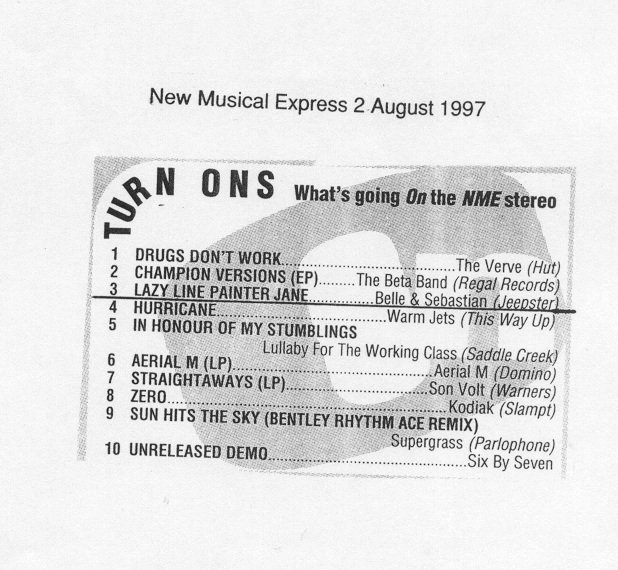 New Musical Express 2 August 1997
TURN ONS What's going On the NME stereo
1 DRUGS DON'T WORK..............................The Verve (Hut)
2 CHAMPION VERSIONS (EP)..........The Beta Band (Regal Records)
3 LAZY LINE PAINTER JANE...........Belle & Sebastian (Jeepster)
4 HURRICANE..............................Warm Jets (This Way Up)
5 IN HONOUR OF MY STUMBLINGS
Lullaby For The Working Class (Saddle Creek)
6 AERIAL M (LP)....................................Aerial M (Domino)
7 STRAIGHTAWAYS (LP)..........................Son Volt (Warners)
8 ZERO................................................Kodiak (Slampt)
9 SUN HITS THE SKY (BENTLEY RHYTHM ACE REMIX)
Supergrass (Parlophone)
10 UNRELEASED DEMO....................................Six By Seven